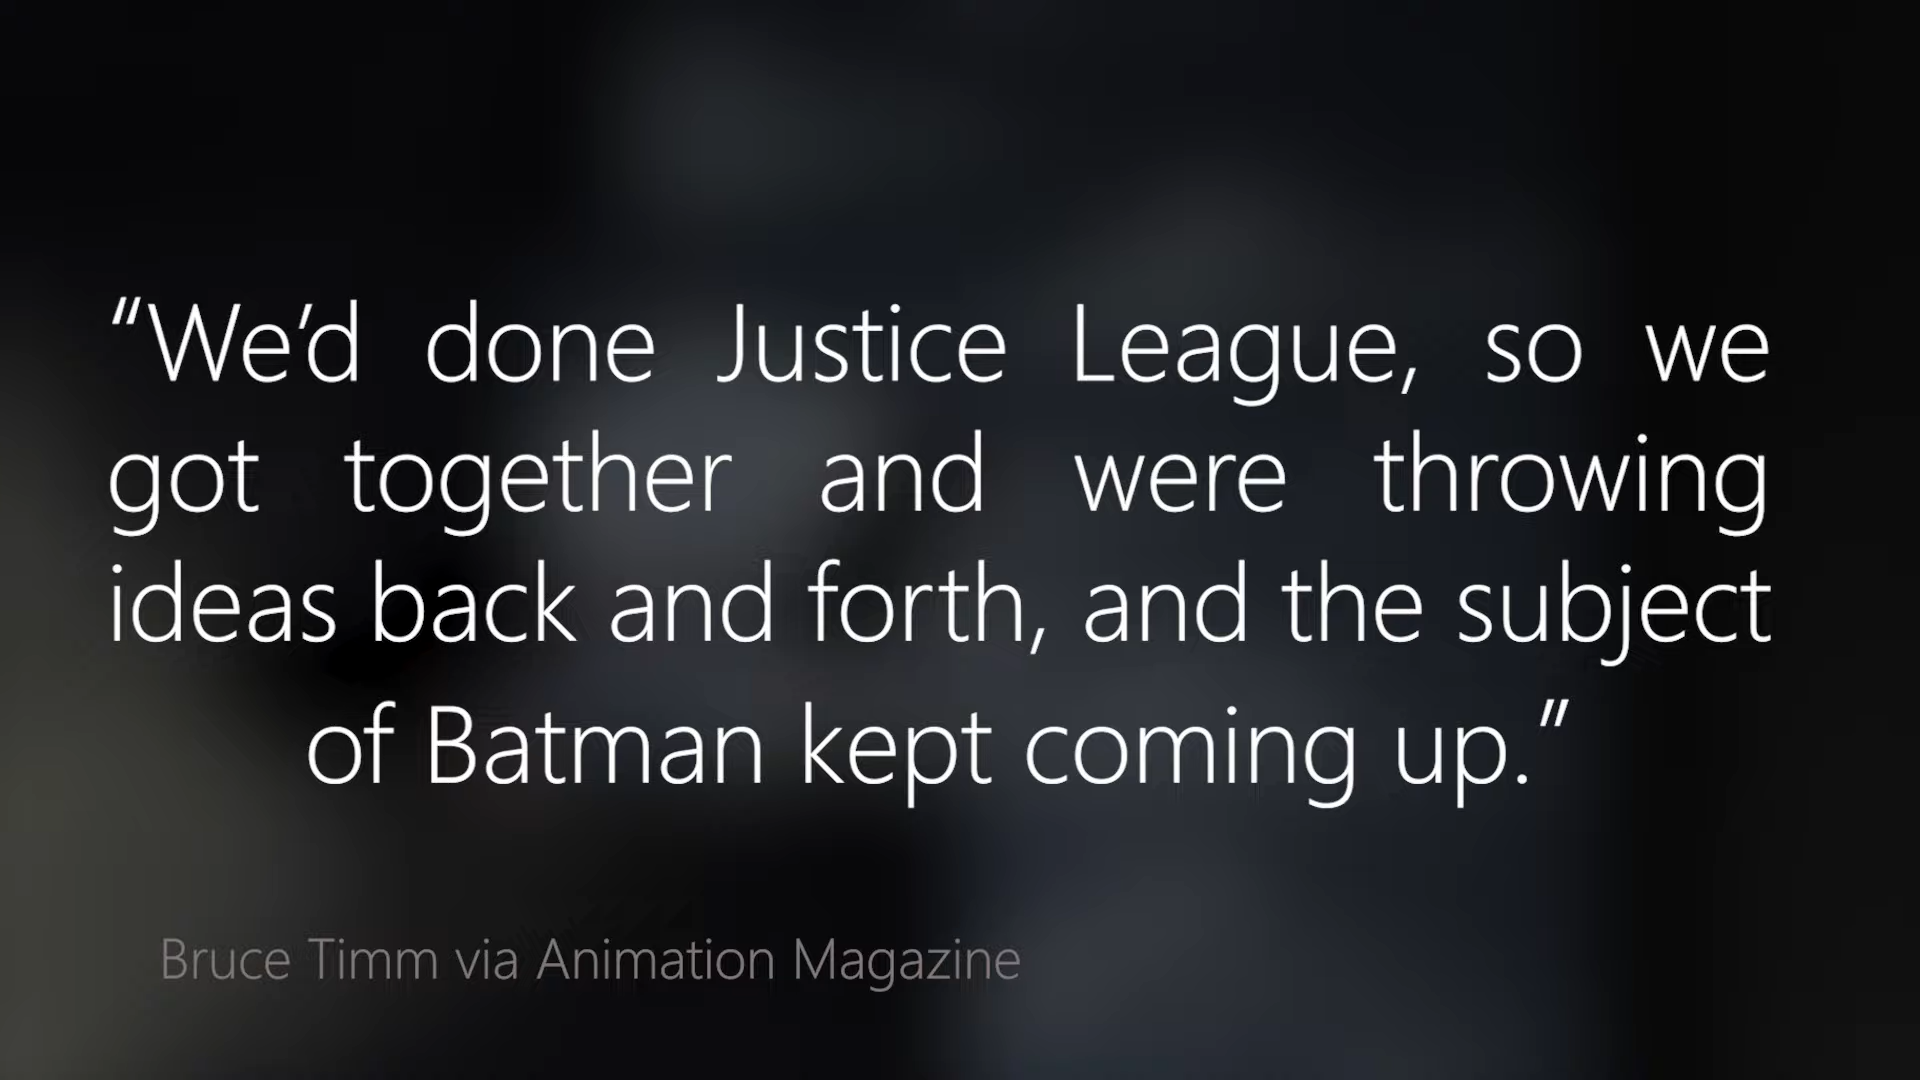 “We’d done Justice League, so we
got together and were throwing
ideas back and forth, and the subject
of Batman kept coming up.”
Bruce Timm via Animation Magazine